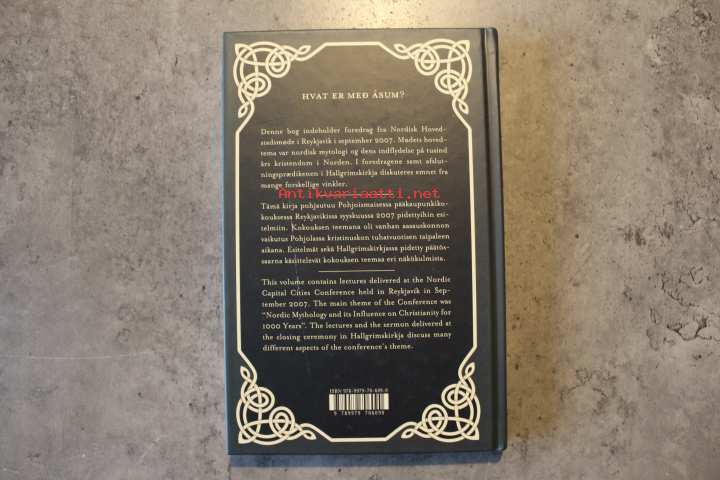 HVAT ER MEÐ ÁSUM?
Denne bog indeholder foredrag fra Nordisk Hoved-
stadsmøde i Reykjavík i september 2007. Mødets hoved-
tema var nordisk mytologi og dens indflydelse på tusind
års kristendom i Norden. I foredragene samt afslut-
ningsprædikenen i Hallgrímskirkja diskuteres emnet fra
mange forskellige vinkler.
Antikvariaatti.net
Tämä kirja pohjautuu Pohjoismaisessa pääkaupunkiko-
kouksessa Reykjavikissa syyskuussa 2007 pidettyihin esi-
telmiin. Kokouksen teemana oli vanhan aasauskonnon
vaikutus Pohjolassa kristinuskon tuhatvuotisen taipaleen
aikana. Esitelmät sekä Hallgrimskirkjassa pidetty päätös-
saarna käsittelevät kokouksen teemaa eri näkökulmista.
This volume contains lectures delivered at the Nordic
Capital Cities Conference held in Reykjavík in Sep-
tember 2007. The main theme of the Conference was
"Nordic Mythology and its Influence on Christianity for
1000 Years". The lectures and the sermon delivered at
the closing ceremony in Hallgrímskirkja discuss many
different aspects of the conference's theme.